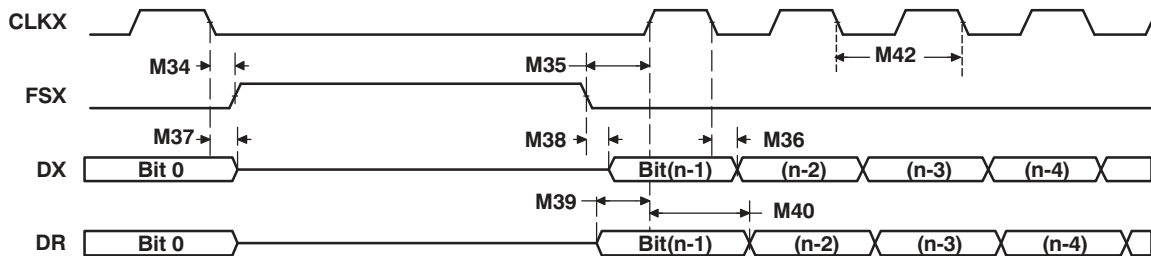 CLKX
M34
M35
M42
FSX
M37
M38
M36
DX Bit 0 Bit(n-1) (n-2) (n-3) (n-4)
M39
M40
DR Bit 0 Bit(n-1) (n-2) (n-3) (n-4)